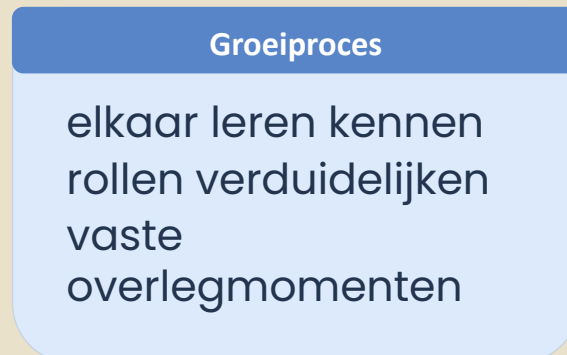 Groeiproces
elkaar leren kennen
rollen verduidelijken
vaste
overlegmomenten